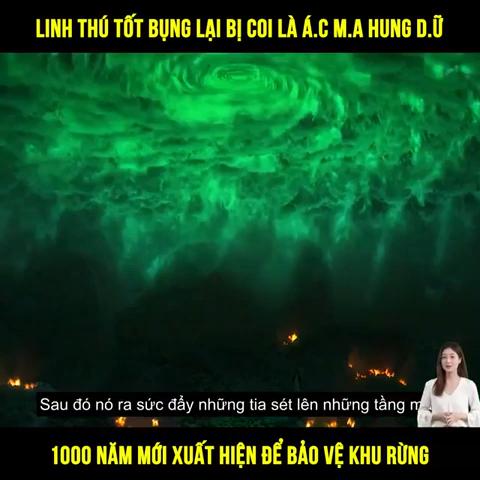 LINH THÚ TỐT BỤNG LẠI BỊ COI LÀ Á.C M.A HUNG D.Ữ
Sau đó nó ra sức đẩy những tia sét lên những tầng
1000 NĂM MỚI XUẤT HIỆN ĐỂ BẢO VỆ KHU RỪNG